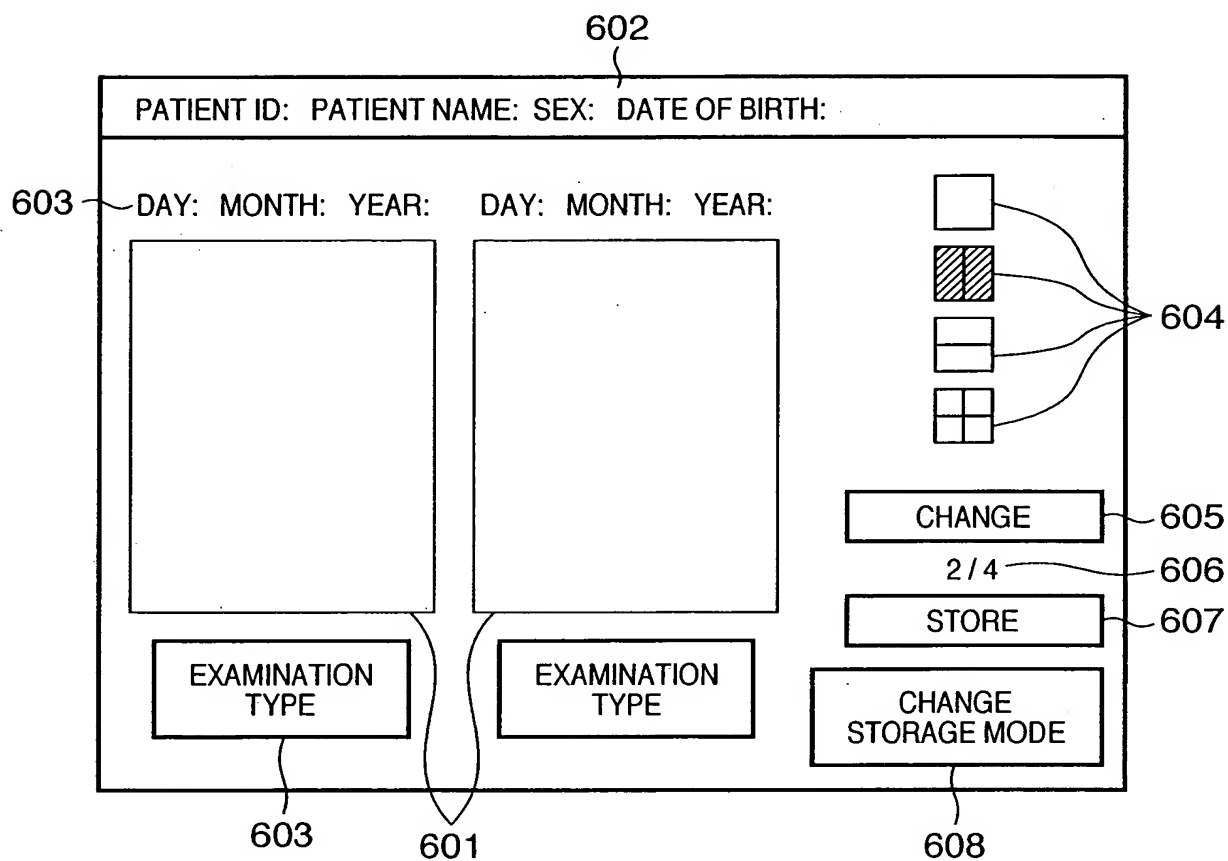 602
PATIENT ID: PATIENT NAME: SEX: DATE OF BIRTH:
603
DAY: MONTH: YEAR: DAY: MONTH: YEAR:
604
CHANGE
605
2 / 4
606
STORE
607
EXAMINATION
TYPE
EXAMINATION
TYPE
CHANGE
STORAGE MODE
603
601
608